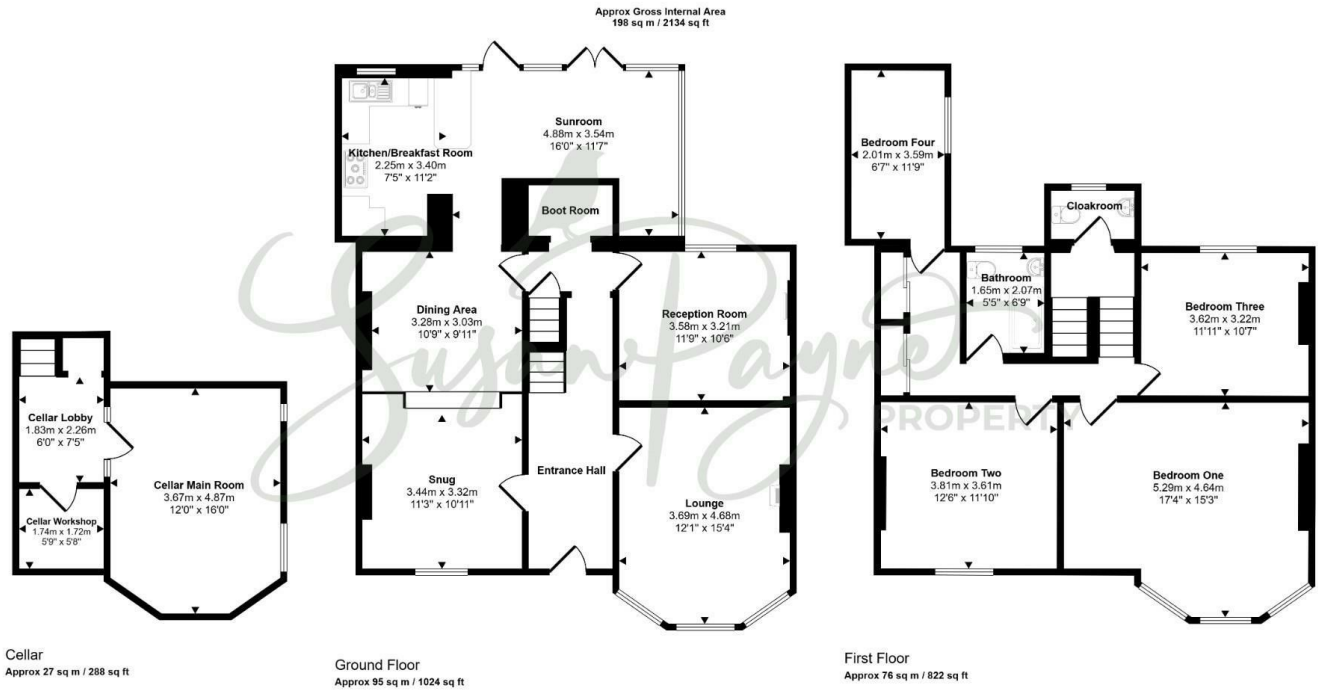 Approx Gross Internal Area
198 sq m / 2134 sq ft
Sunroom
4.88m x 3.54m
16'0" x 11'7"
Kitchen/Breakfast Room
2.25m x 3.40m
7'5" x 11'2"
Boot Room
Dining Area
3.28m x 3.03m
10'9" x 9'11"
Reception Room
3.58m x 3.21m
11'9" x 10'6"
Snug
3.44m x 3.32m
11'3" x 10'11"
Entrance Hall
Lounge
3.69m x 4.68m
12'1" x 15'4"
Bedroom Four
2.01m x 3.59m
6'7" x 11'9"
Cloakroom
Bathroom
1.65m x 2.07m
5'5" x 6'9"
Bedroom Three
3.62m x 3.22m
11'11" x 10'7"
Bedroom Two
3.81m x 3.61m
12'6" x 11'10"
Bedroom One
5.29m x 4.64m
17'4" x 15'3"
Cellar Lobby
1.83m x 2.26m
6'0" x 7'5"
Cellar Main Room
3.67m x 4.87m
12'0" x 16'0"
Cellar Workshop
1.74m x 1.72m
5'9" x 5'8"
Susan Payne
PROPERTY
Cellar
Approx 27 sq m / 288 sq ft
Ground Floor
Approx 95 sq m / 1024 sq ft
First Floor
Approx 76 sq m / 822 sq ft